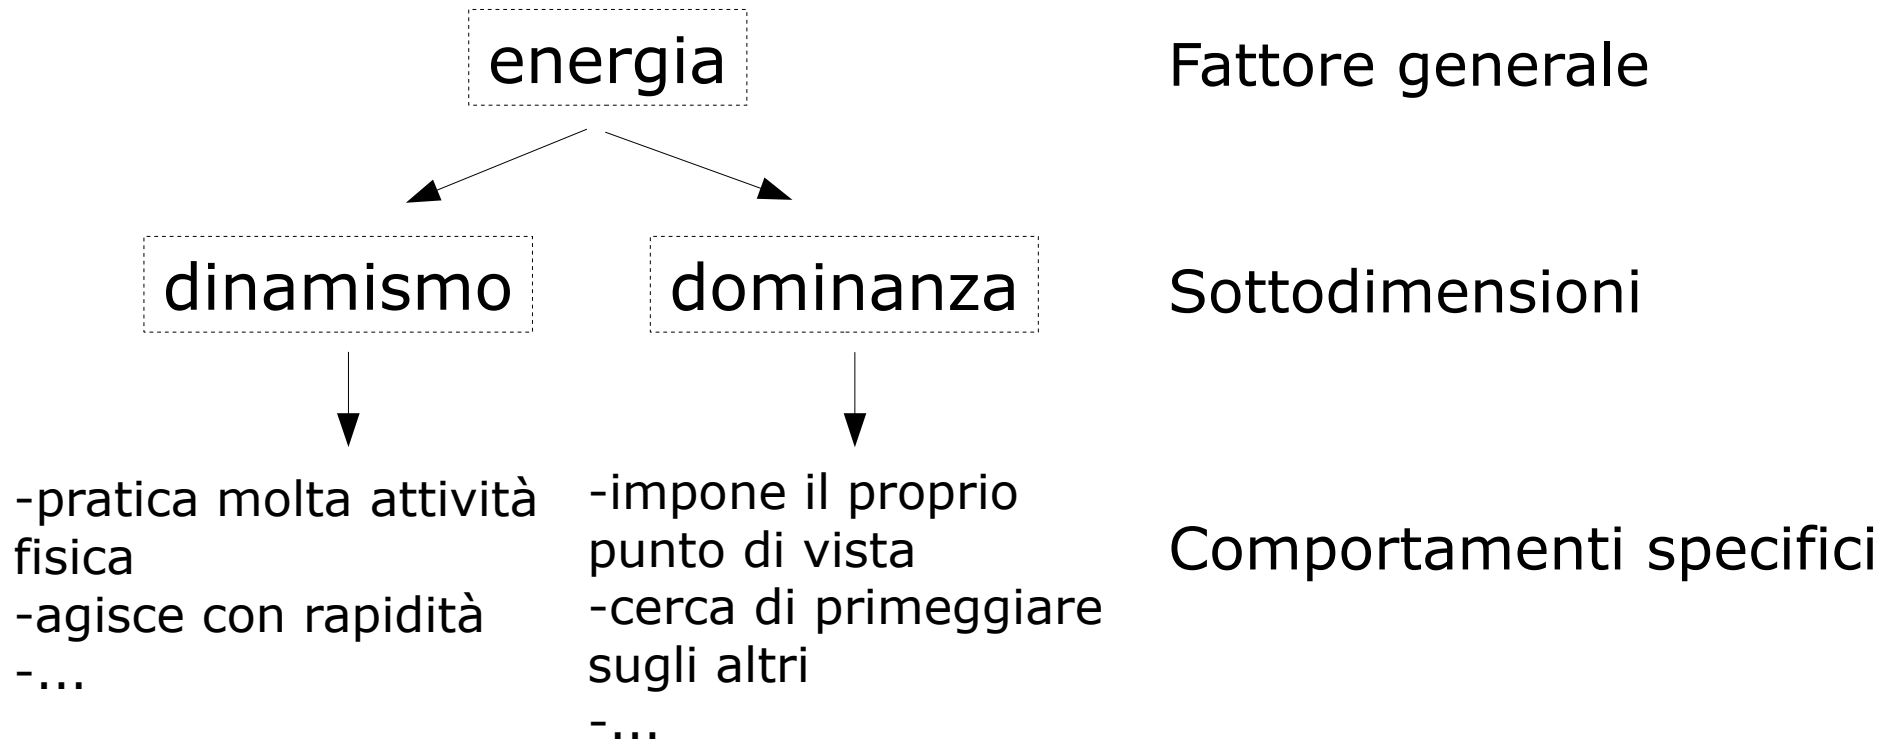 energia
Fattore generale
dinamismo
dominanza
Sottodimensioni
-pratica molta attività
fisica
-agisce con rapidità
-...
-impone il proprio
punto di vista
-cerca di primeggiare
sugli altri
-...
Comportamenti specifici